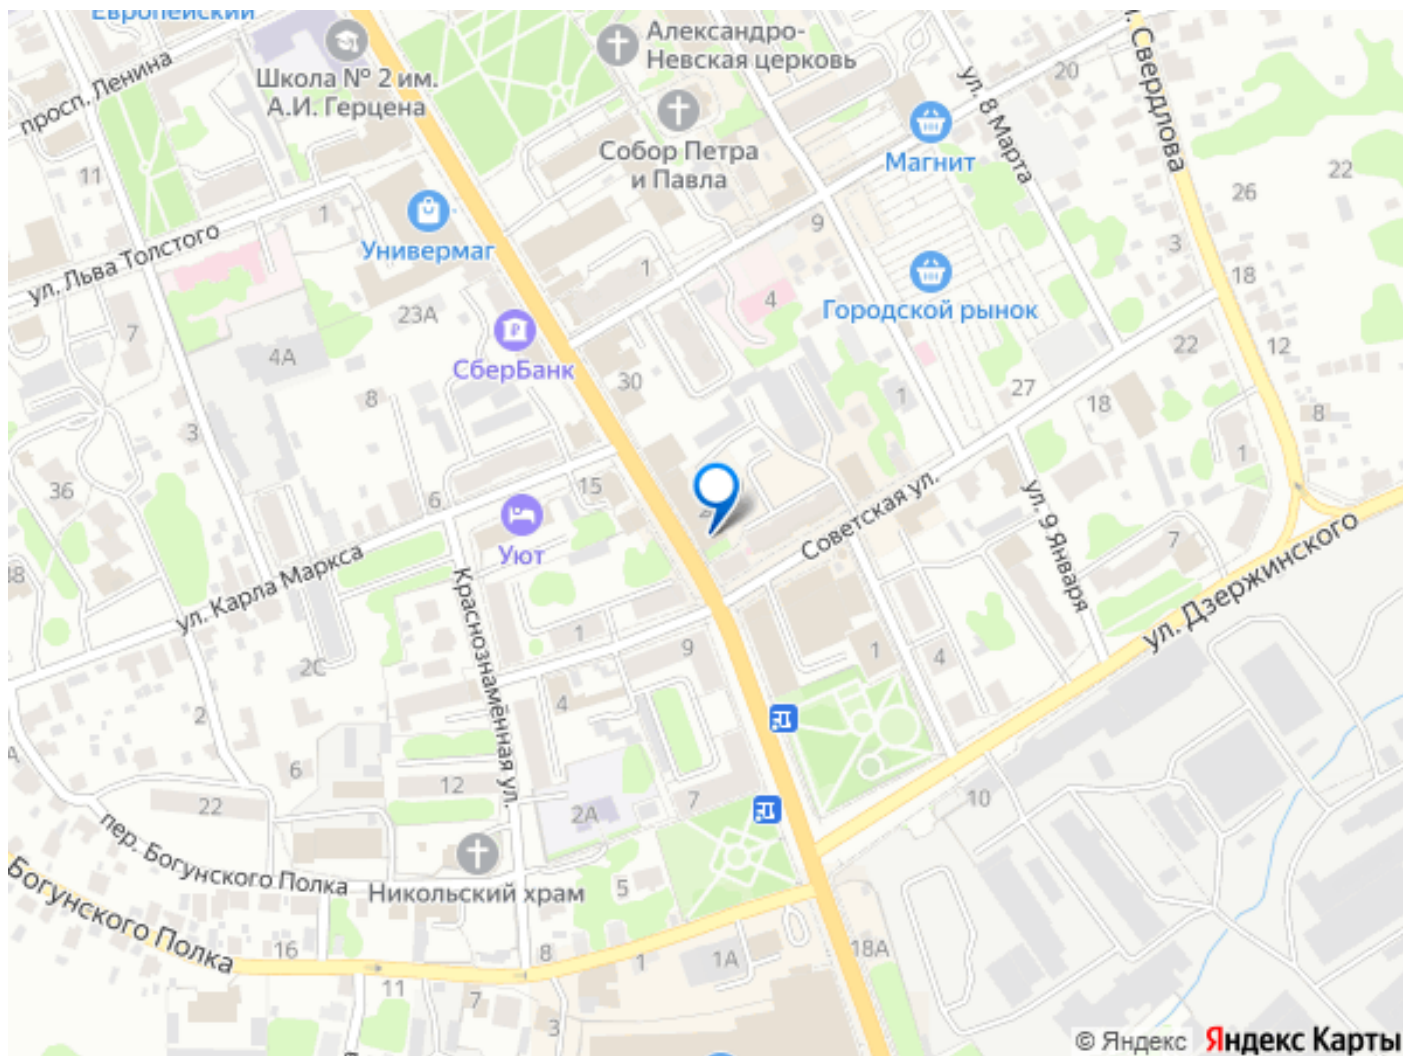 Европейский
просп. Ленина
Школа № 2 им.
А.И. Герцена
Александро-
Невская церковь
Собор Петра
и Павла
Магнит
ул. 8 Марта
20
ул. Свердлова
22
26
3
18
11
1
ул. Льва Толстого
Универмаг
9
1
4
Городской рынок
7
23А
4А
СберБанк
30
8
3
1
27
22
12
18
8
1
36
6
15
Уют
Советская ул.
ул. 9 Января
7
ул. Дзержинского
38
ул. Карла Маркса
Краснознамённая ул.
1
9
1
4
2С
4
2
6
12
22
2А
7
10
пер. Богунского Полка
Никольский храм
5
Богунского Полка
16
8
1
1А
18А
11
7
3
© Яндекс Яндекс Карты